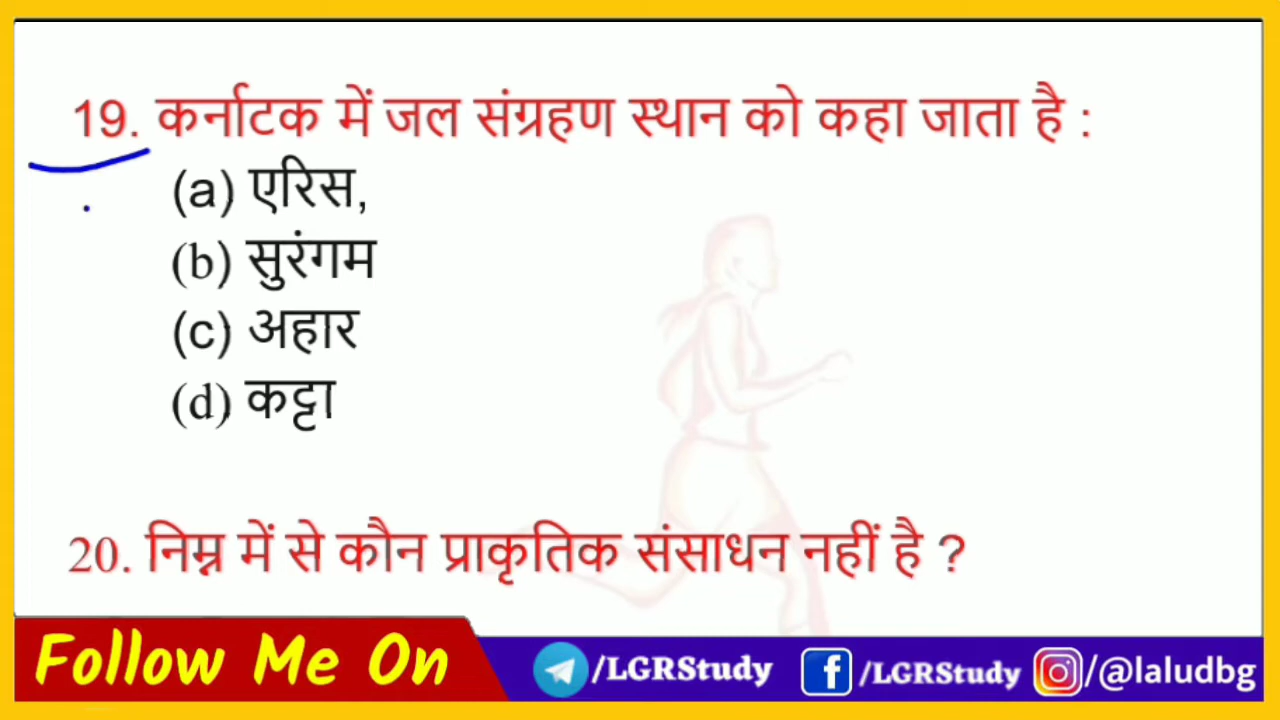 19. कर्नाटक में जल संग्रहण स्थान को कहा जाता है :
(a) एरिस,
(b) सुरंगम
(c) अहार
(d) कट्टा
20. निम्न में से कौन प्राकृतिक संसाधन नहीं है ?
Follow Me On /LGRStudy /LGRStudy /@laludbg